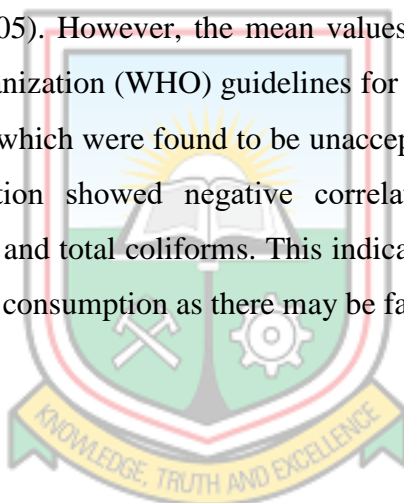 05). However, the mean values
anization (WHO) guidelines for
which were found to be unaccep
tion showed negative correla
and total coliforms. This indica
consumption as there may be fa
KNOWLEDGE, TRUTH AND EXCELLENCE